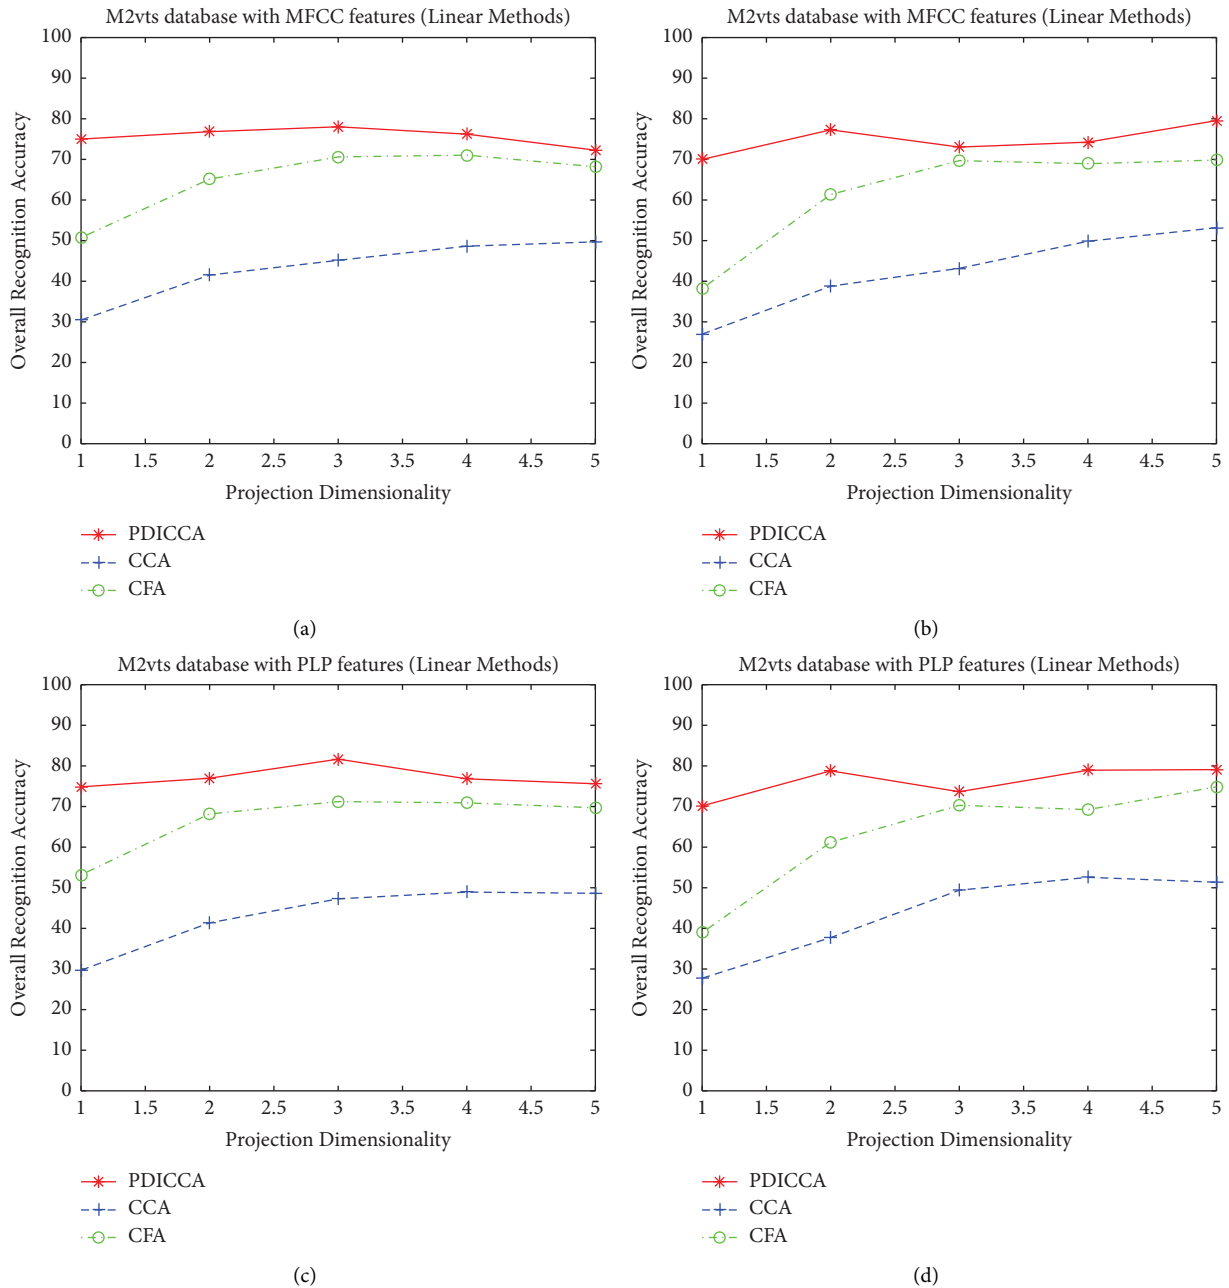 M2vts database with MFCC features (Linear Methods)
100
90
80
70
60
50
40
30
20
10
0
Overall Recognition Accuracy
1 1.5 2 2.5 3 3.5 4 4.5 5
Projection Dimensionality
PDICCA
CCA
CFA
(a)
M2vts database with MFCC features (Linear Methods)
100
90
80
70
60
50
40
30
20
10
0
Overall Recognition Accuracy
1 1.5 2 2.5 3 3.5 4 4.5 5
Projection Dimensionality
PDICCA
CCA
CFA
(b)
M2vts database with PLP features (Linear Methods)
100
90
80
70
60
50
40
30
20
10
0
Overall Recognition Accuracy
1 1.5 2 2.5 3 3.5 4 4.5 5
Projection Dimensionality
PDICCA
CCA
CFA
(c)
M2vts database with PLP features (Linear Methods)
100
90
80
70
60
50
40
30
20
10
0
Overall Recognition Accuracy
1 1.5 2 2.5 3 3.5 4 4.5 5
Projection Dimensionality
PDICCA
CCA
CFA
(d)